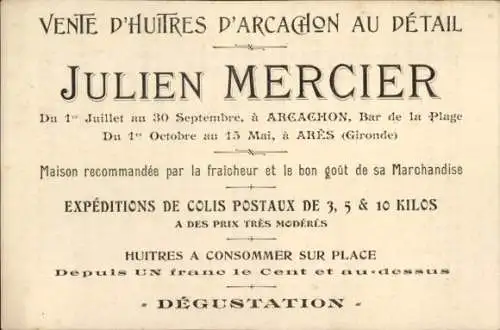 VENTE D'HUÎTRES D'ARCACHON AU DÉTAIL
JULIEN MERCIER
Du 1er Juillet au 30 Septembre, à ARCACHON, Bar de la Plage
Du 1er Octobre au 15 Mai, à ARÈS (Gironde)
Maison recommandée par la fraîcheur et le bon goût de sa Marchandise
EXPÉDITIONS DE COLIS POSTAUX DE 3, 5 & 10 KILOS
A DES PRIX TRÈS MODÉRÉS
HUITRES A CONSOMMER SUR PLACE
Depuis UN franc le Cent et au-dessus
- DÉGUSTATION -